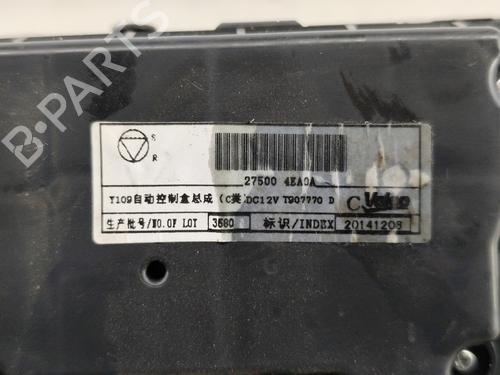 B-PARTS
S
R
27500 4EA0A
Y109自动控制盒总成 (C类 DC12V T907770 D C Valeo
生产批号/NO.OF LOT 3680 标识/INDEX 20141208